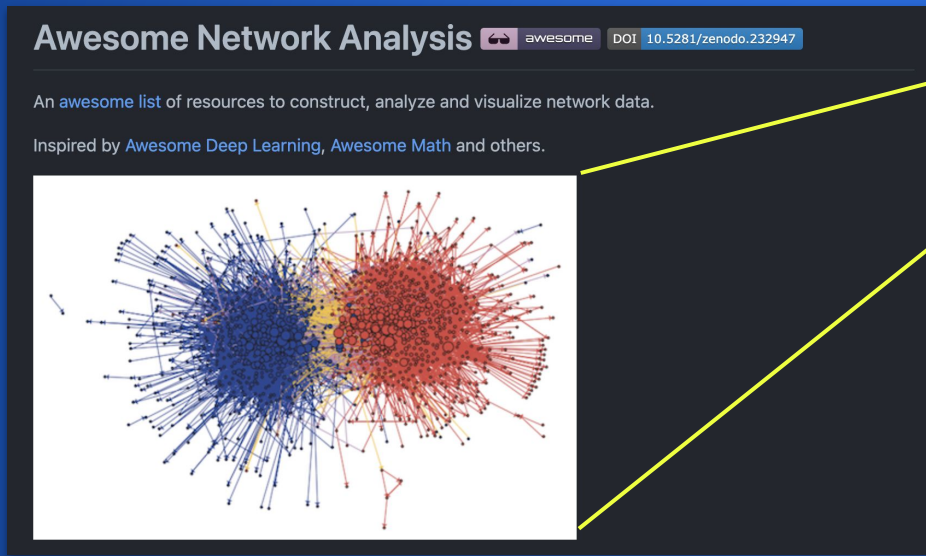 Awesome Network Analysis awesome DOI 10.5281/zenodo.232947
An awesome list of resources to construct, analyze and visualize network data.
Inspired by Awesome Deep Learning, Awesome Math and others.